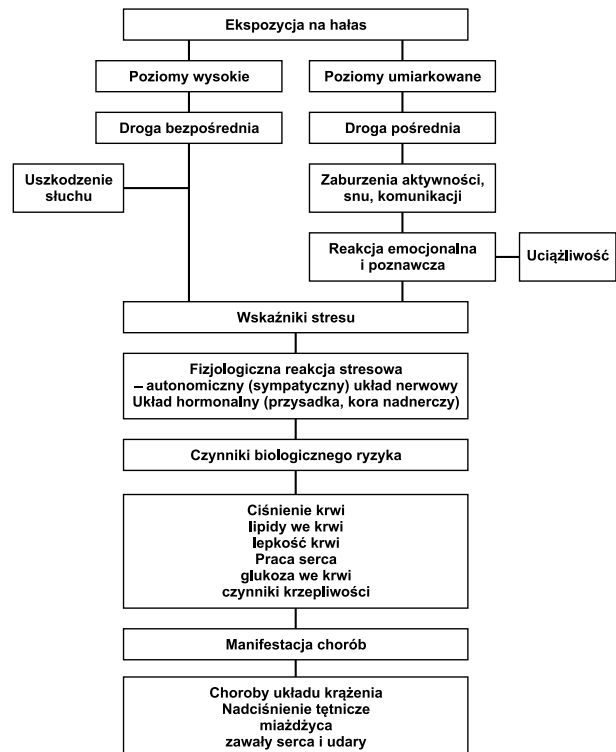 Ekspozycja na hałas
Poziomy wysokie
Poziomy umiarkowane
Droga bezpośrednia
Droga pośrednia
Uszkodzenie
słuchu
Zaburzenia aktywności,
snu, komunikacji
Reakcja emocjonalna
i poznawcza
Uciążliwość
Wskaźniki stresu
Fizjologiczna reakcja stresowa
– autonomiczny (sympatyczny) układ nerwowy
Układ hormonalny (przysadka, kora nadnerczy)
Czynniki biologicznego ryzyka
Ciśnienie krwi
lipidy we krwi
lepkość krwi
Praca serca
glukoza we krwi
czynniki krzepliwości
Manifestacja chorób
Choroby układu krążenia
Nadciśnienie tętnicze
miażdżyca
zawały serca i udary